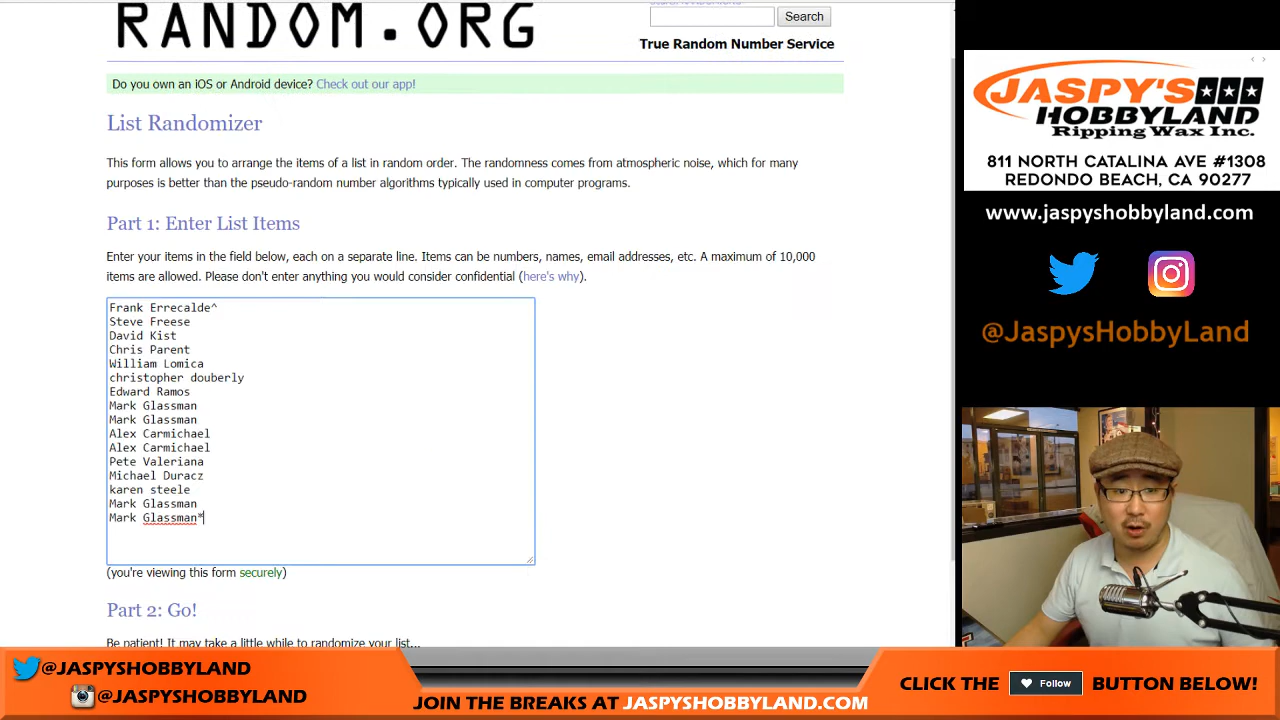 RANDOM.ORG
Search
True Random Number Service
Do you own an iOS or Android device? Check out our app!
List Randomizer
This form allows you to arrange the items of a list in random order. The randomness comes from atmospheric noise, which for many
purposes is better than the pseudo-random number algorithms typically used in computer programs.
Part 1: Enter List Items
Enter your items in the field below, each on a separate line. Items can be numbers, names, email addresses, etc. A maximum of 10,000
items are allowed. Please don't enter anything you would consider confidential (here's why).
Frank Errecalde^
Steve Freese
David Kist
Chris Parent
William Lomica
christopher douberly
Edward Ramos
Mark Glassman
Mark Glassman
Alex Carmichael
Alex Carmichael
Pete Valeriana
Michael Duracz
karen steele
Mark Glassman
Mark Glassman*
(you're viewing this form securely)
Part 2: Go!
Be patient! It may take a little while to randomize your list...
JASPY'S
HOBBYLAND
Ripping Wax Inc.
811 NORTH CATALINA AVE #1308
REDONDO BEACH, CA 90277
www.jaspyshobbyland.com
@JaspysHobbyLand
@JASPYSHOBBYLAND
@JASPYSHOBBYLAND
JOIN THE BREAKS AT JASPYSHOBBYLAND.COM
CLICK THE Follow BUTTON BELOW!